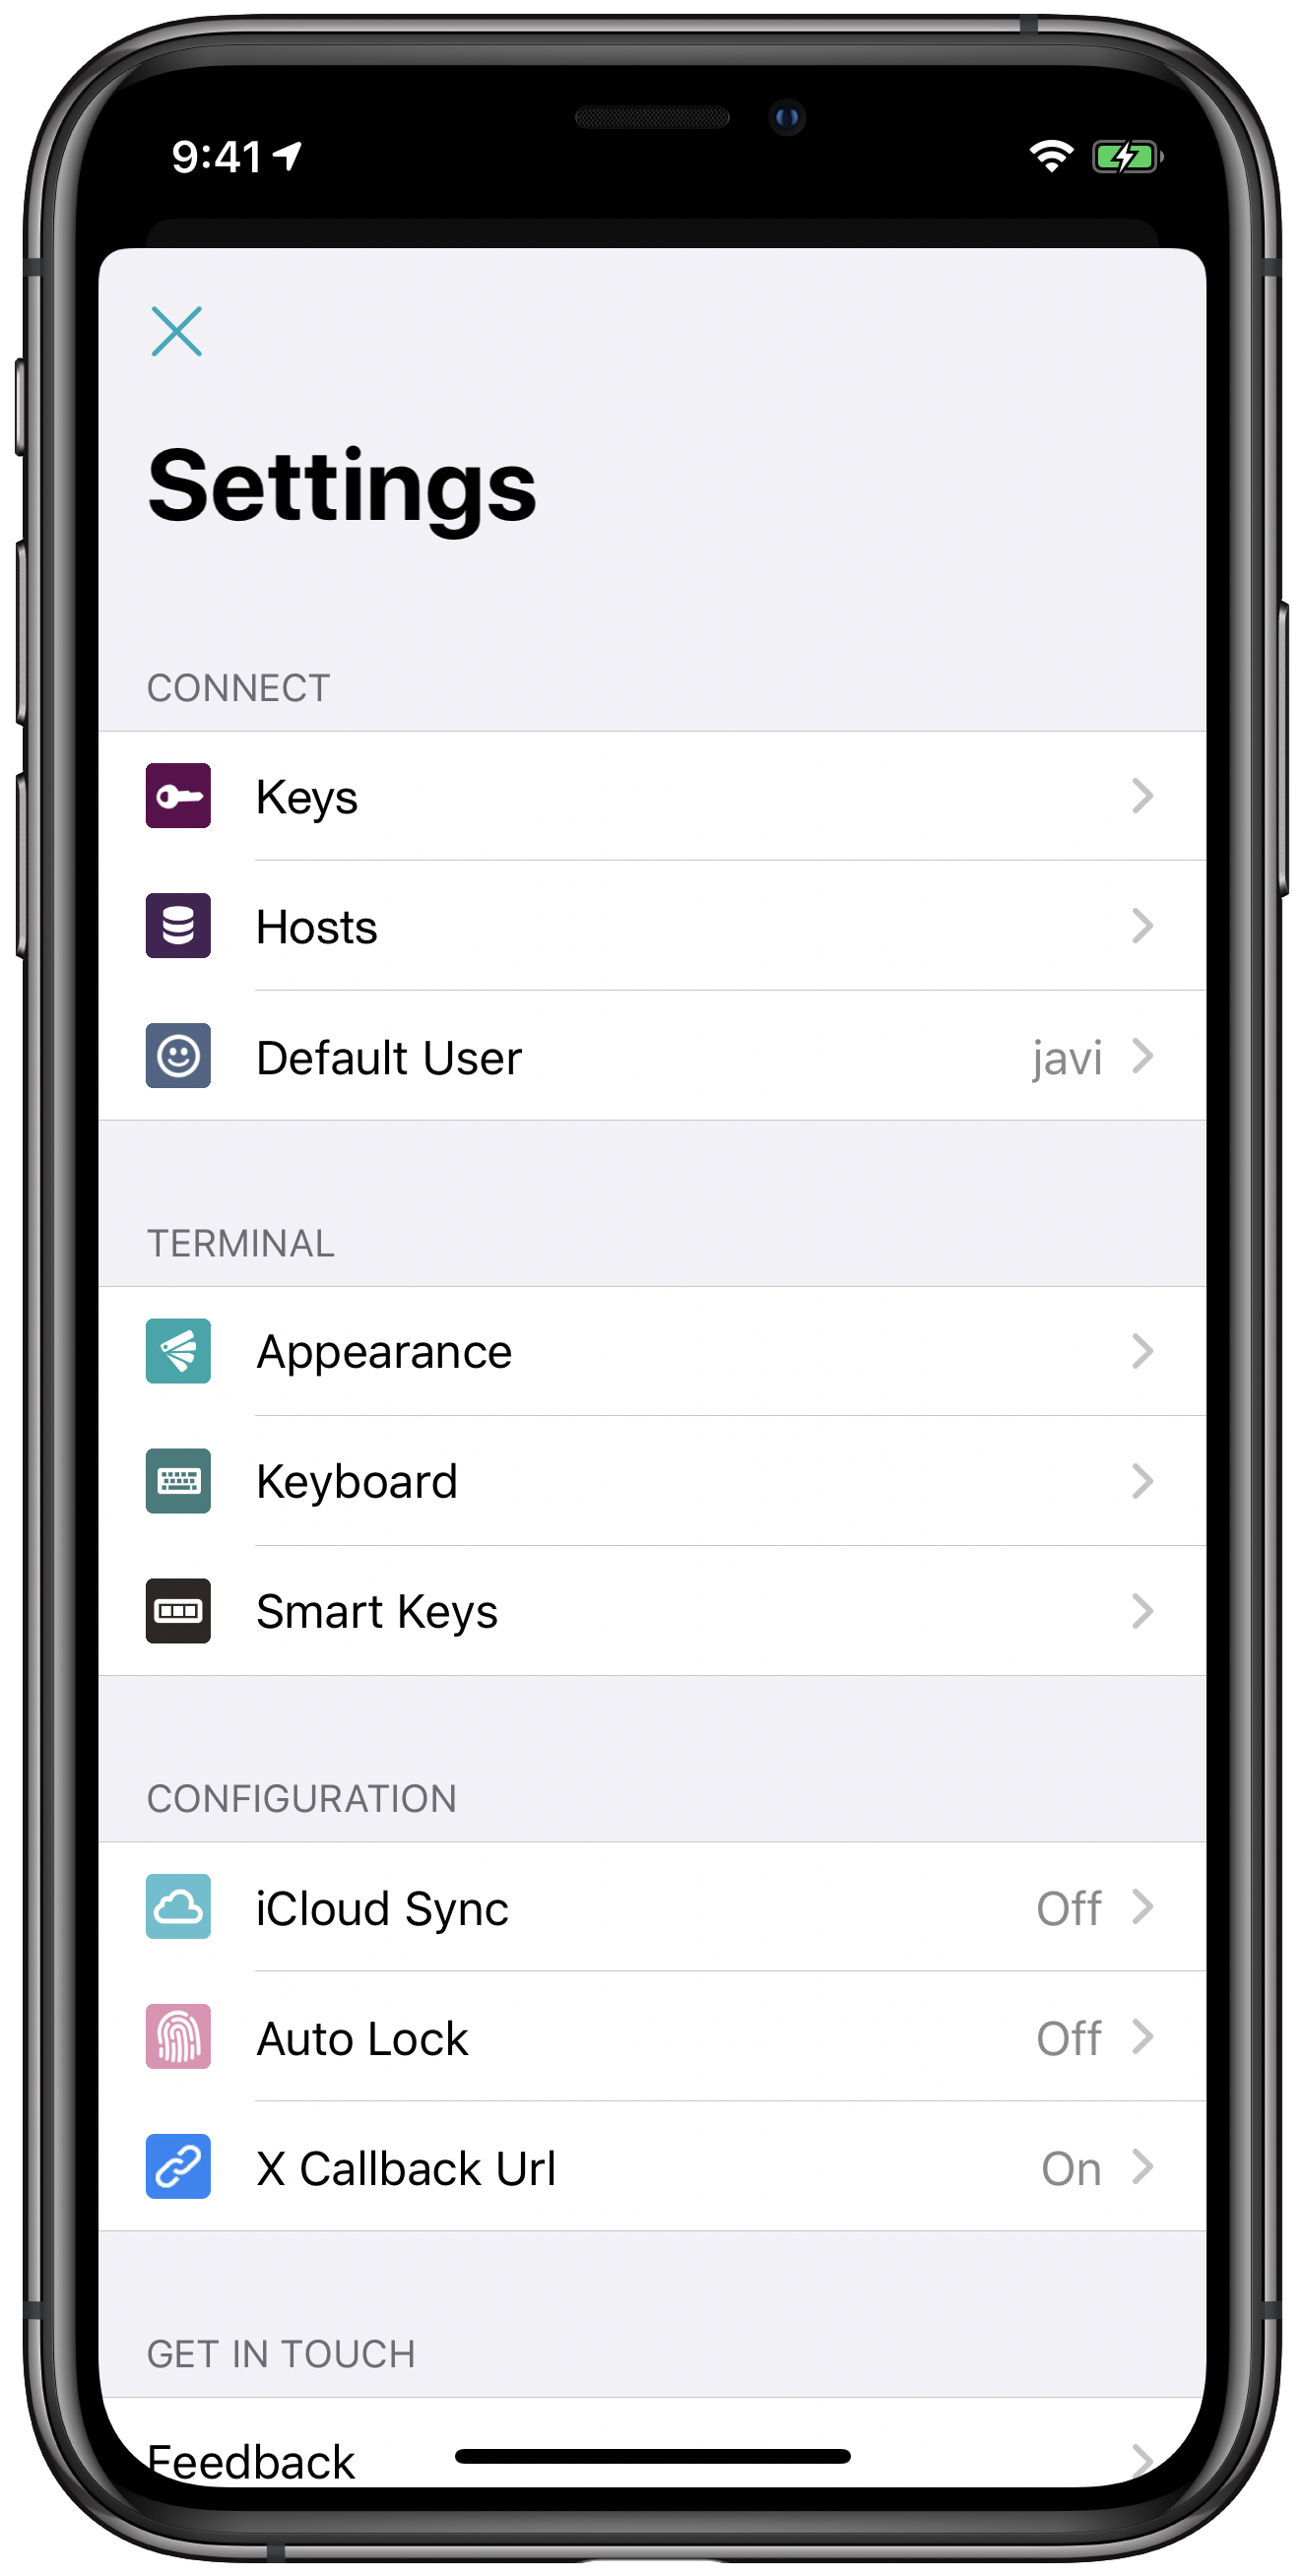 9:41
Settings
CONNECT
Keys
Hosts
Default User javi
TERMINAL
Appearance
Keyboard
Smart Keys
CONFIGURATION
iCloud Sync Off
Auto Lock Off
X Callback Url On
GET IN TOUCH
Feedback